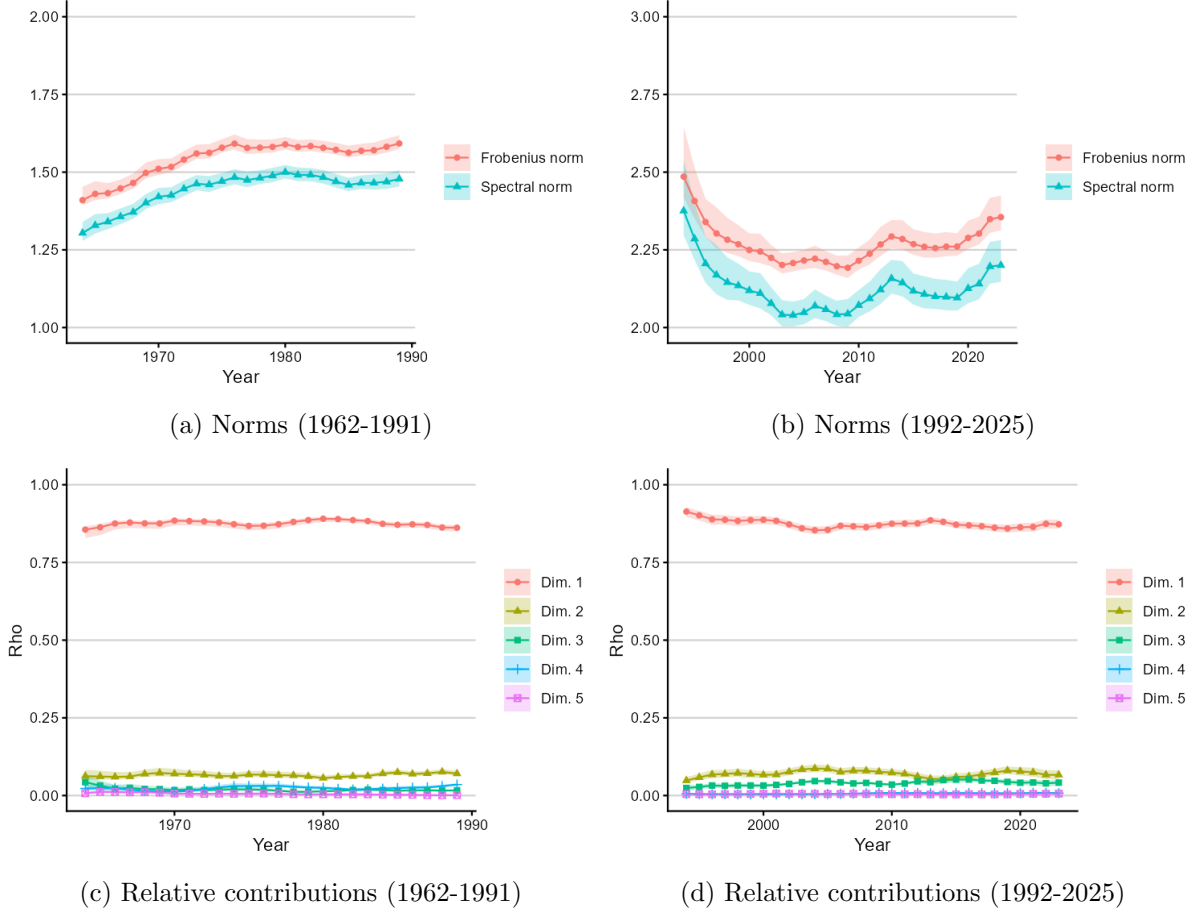 2.00
1.75
1.50
1.25
1.00
1970
1980
1990
Year
Frobenius norm
Spectral norm
(a) Norms (1962-1991)
3.00
2.75
2.50
2.25
2.00
2000
2010
2020
Year
Frobenius norm
Spectral norm
(b) Norms (1992-2025)
Rho
1.00
0.75
0.50
0.25
0.00
1970
1980
1990
Year
Dim. 1
Dim. 2
Dim. 3
Dim. 4
Dim. 5
(c) Relative contributions (1962-1991)
Rho
1.00
0.75
0.50
0.25
0.00
2000
2010
2020
Year
Dim. 1
Dim. 2
Dim. 3
Dim. 4
Dim. 5
(d) Relative contributions (1992-2025)